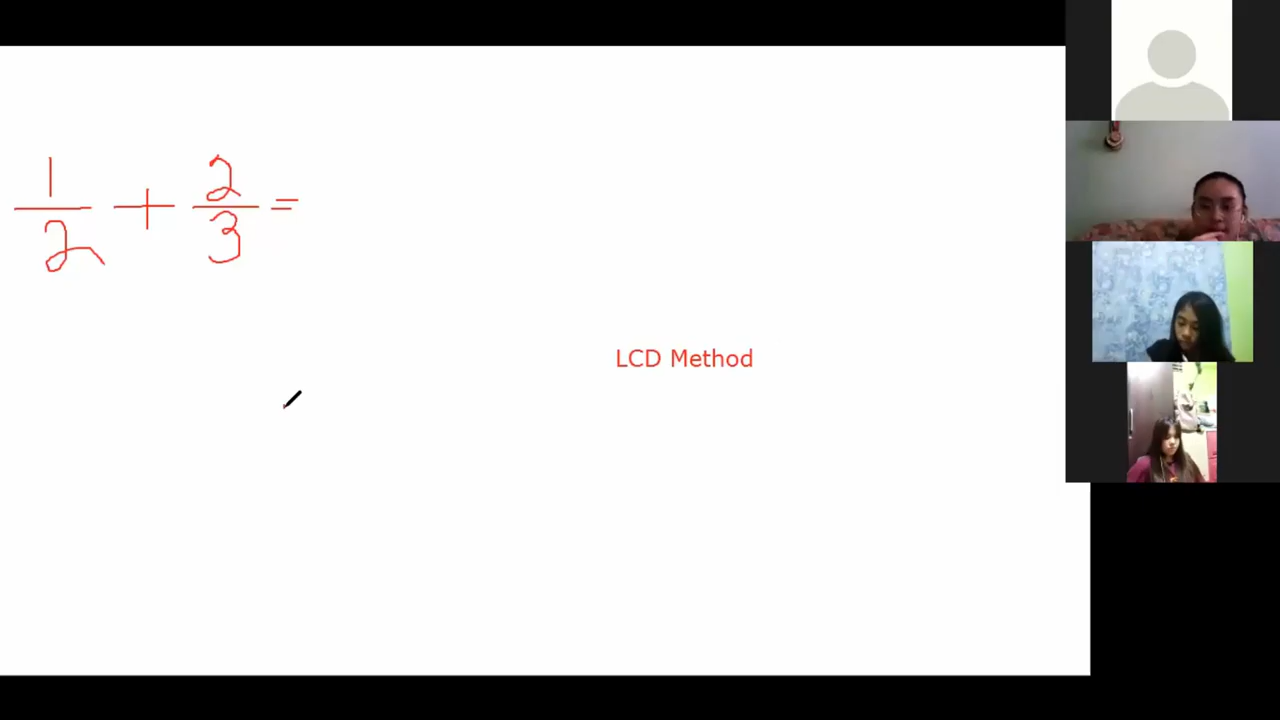 1/2 + 2/3 =
LCD Method